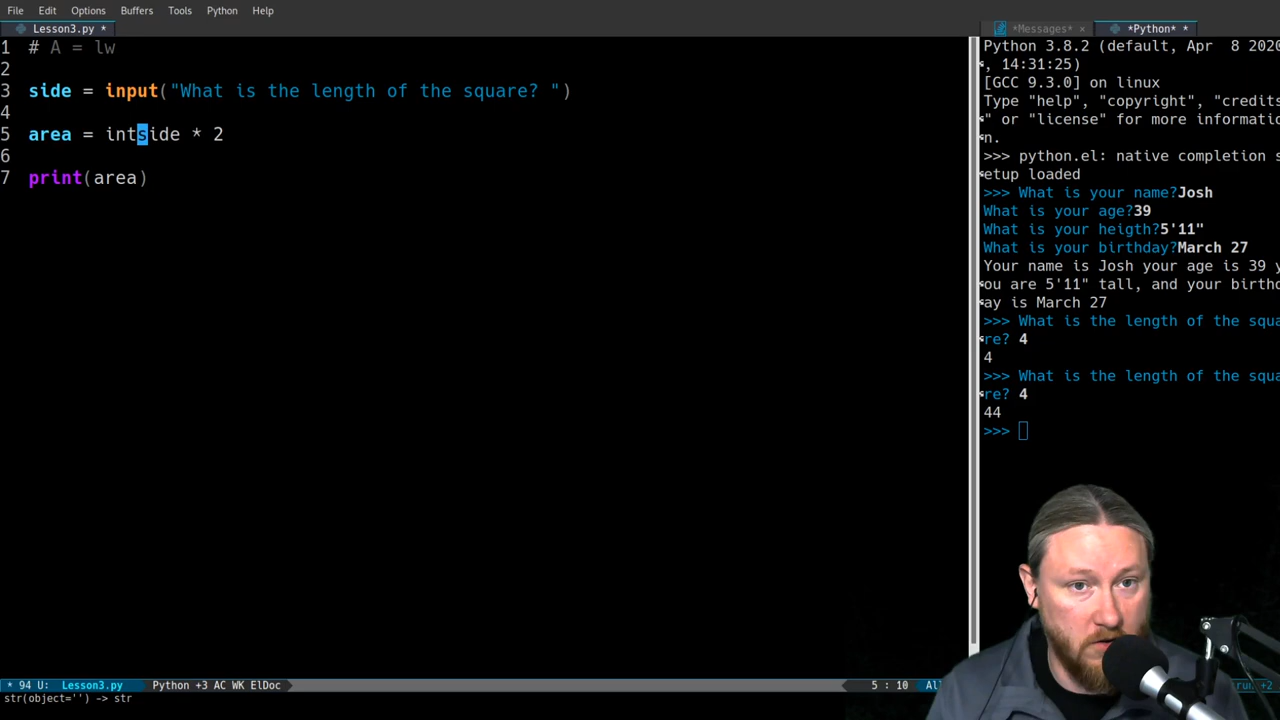 File Edit Options Buffers Tools Python Help
Lesson3.py *
*Messages* ×
*Python* *
1 # A = lw
2
3 side = input("What is the length of the square? ")
4
5 area = intside * 2
6
7 print(area)
Python 3.8.2 (default, Apr 8 2020
, 14:31:25)
[GCC 9.3.0] on linux
Type "help", "copyright", "credits
" or "license" for more informatio
n.
>>> python.el: native completion s
etup loaded
>>> What is your name?Josh
What is your age?39
What is your heigth?5'11"
What is your birthday?March 27
Your name is Josh your age is 39 y
ou are 5'11" tall, and your birthd
ay is March 27
>>> What is the length of the squa
re? 4
4
>>> What is the length of the squa
re? 4
44
>>>
* 94 U: Lesson3.py Python +3 AC WK ElDoc 5 : 10 Al
run +2
str(object='') -> str